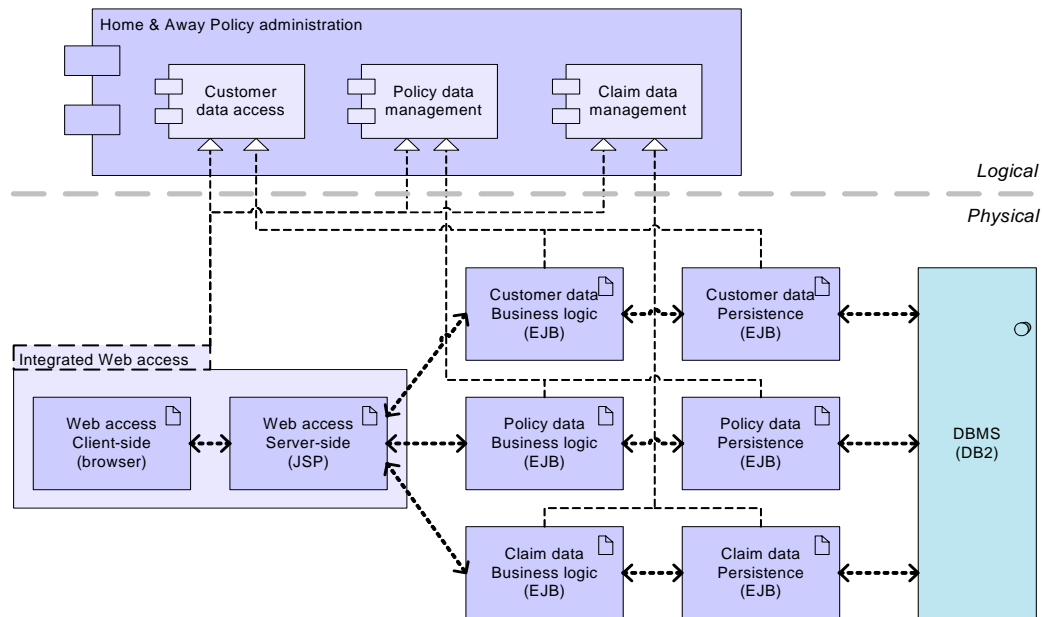 Home & Away Policy administration
Customer
data access
Policy data
management
Claim data
management
Logical
Physical
Customer data
Business logic
(EJB)
Customer data
Persistence
(EJB)
Integrated Web access
Web access
Client-side
(browser)
Web access
Server-side
(JSP)
Policy data
Business logic
(EJB)
Policy data
Persistence
(EJB)
DBMS
(DB2)
Claim data
Business logic
(EJB)
Claim data
Persistence
(EJB)